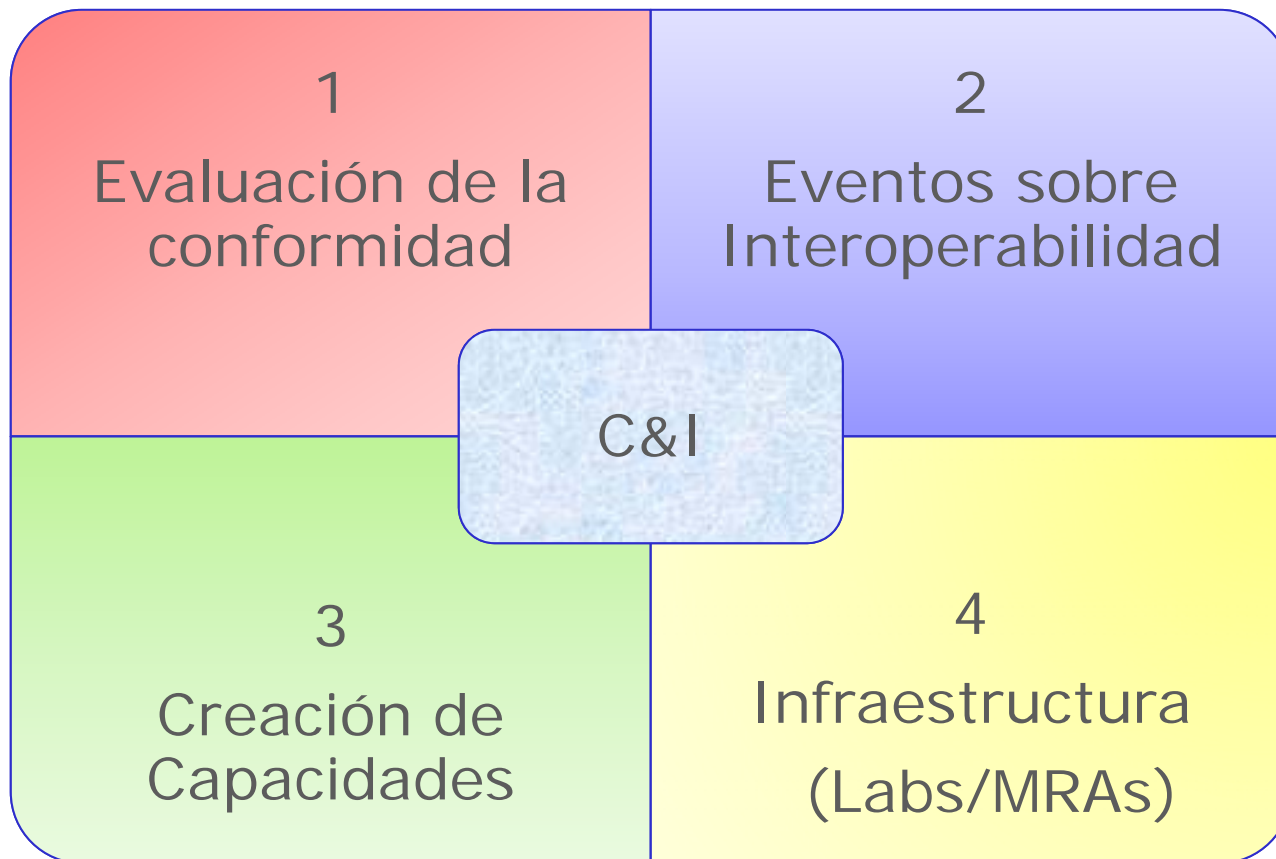 1
Evaluación de la
conformidad
2
Eventos sobre
Interoperabilidad
C&I
3
Creación de
Capacidades
4
Infraestructura
(Labs/MRAs)